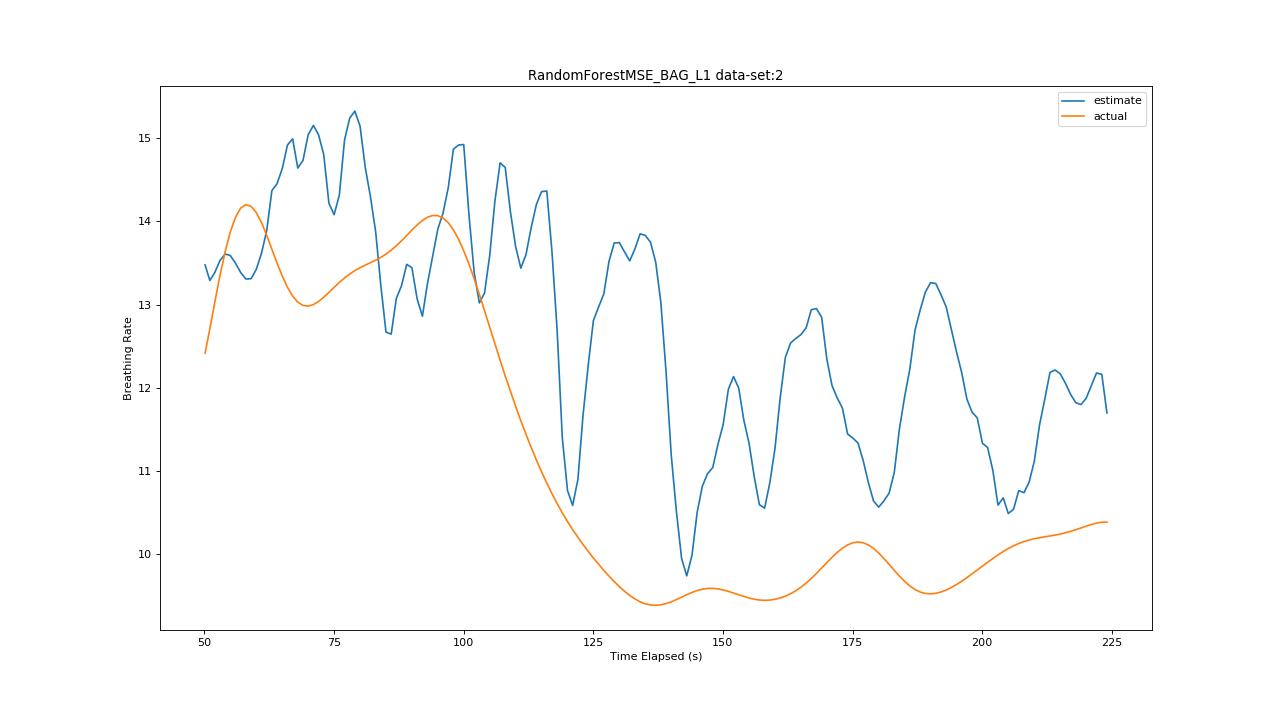 RandomForestMSE_BAG_L1 data-set:2
estimate
actual
15
14
13
12
11
10
Breathing Rate
50 75 100 125 150 175 200 225
Time Elapsed (s)